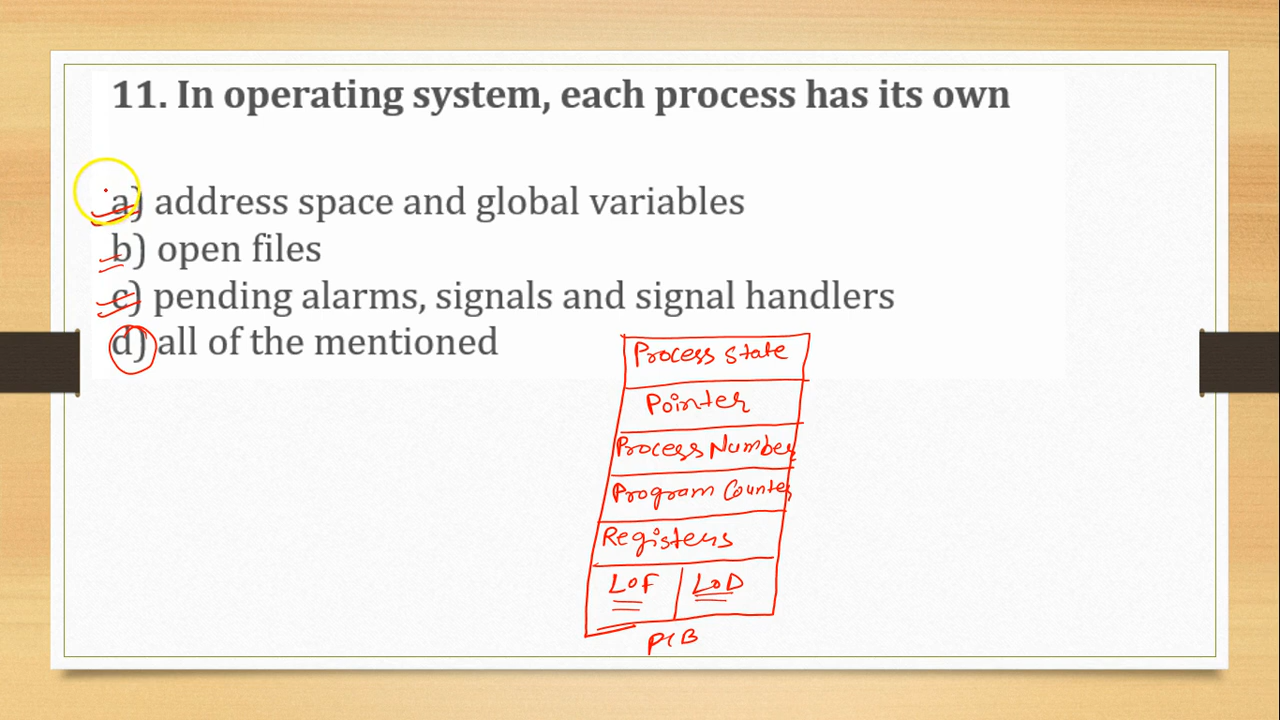 11. In operating system, each process has its own
a) address space and global variables
b) open files
c) pending alarms, signals and signal handlers
d) all of the mentioned
Process State
Pointer
Process Number
Program Counter
Registers
LOF LOD
PCB